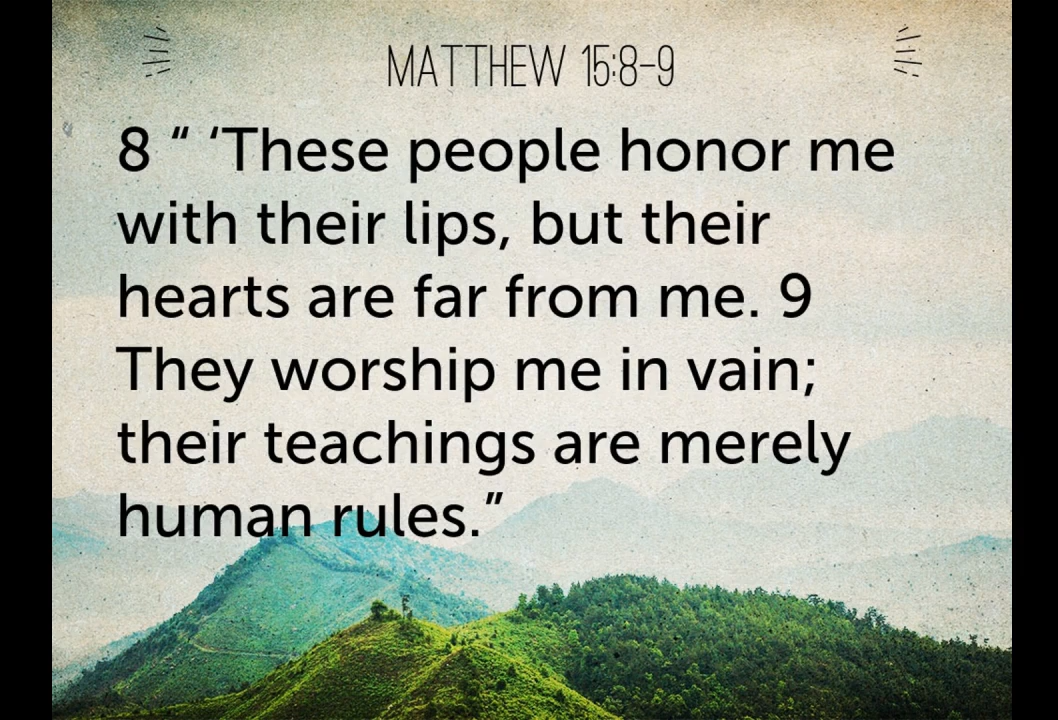 MATTHEW 15:8-9
8 “ ‘These people honor me
with their lips, but their
hearts are far from me. 9
They worship me in vain;
their teachings are merely
human rules.”